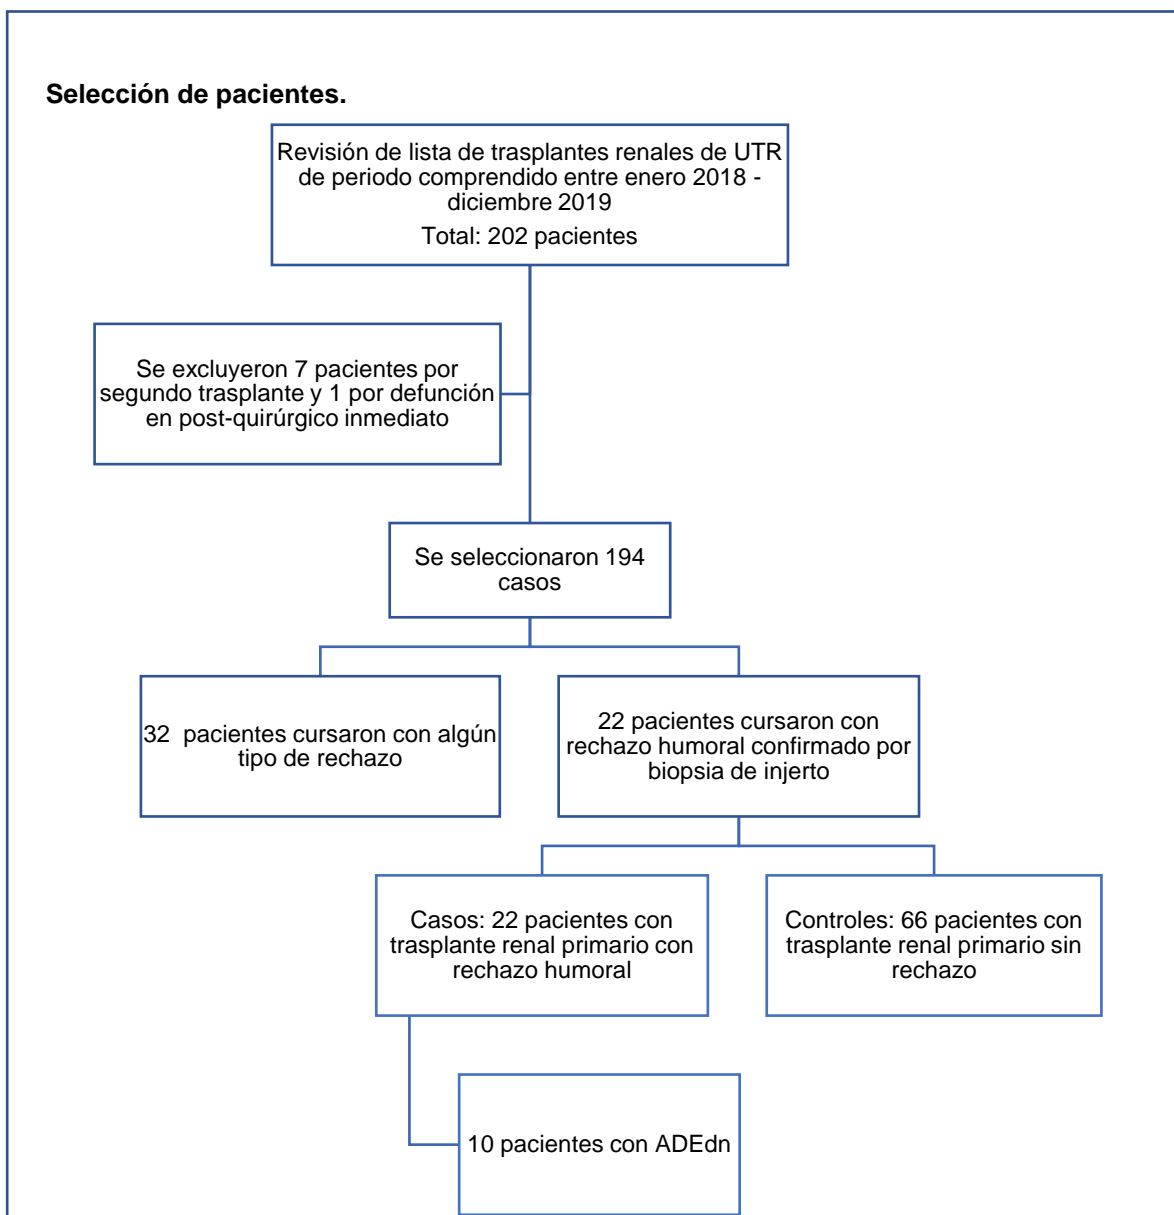 Selección de pacientes.
Revisión de lista de trasplantes renales de UTR
de periodo comprendido entre enero 2018 -
diciembre 2019
Total: 202 pacientes
Se excluyeron 7 pacientes por
segundo trasplante y 1 por defunción
en post-quirúrgico inmediato
Se seleccionaron 194
casos
32  pacientes cursaron con algún
tipo de rechazo
22 pacientes cursaron con
rechazo humoral confirmado por
biopsia de injerto
Casos: 22 pacientes con
trasplante renal primario con
rechazo humoral
Controles: 66 pacientes con
trasplante renal primario sin
rechazo
10 pacientes con ADEdn